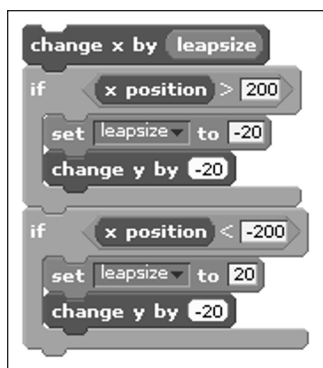 change x by leapsize
if x position > 200
set leapsize to -20
change y by -20
if x position < -200
set leapsize to 20
change y by -20